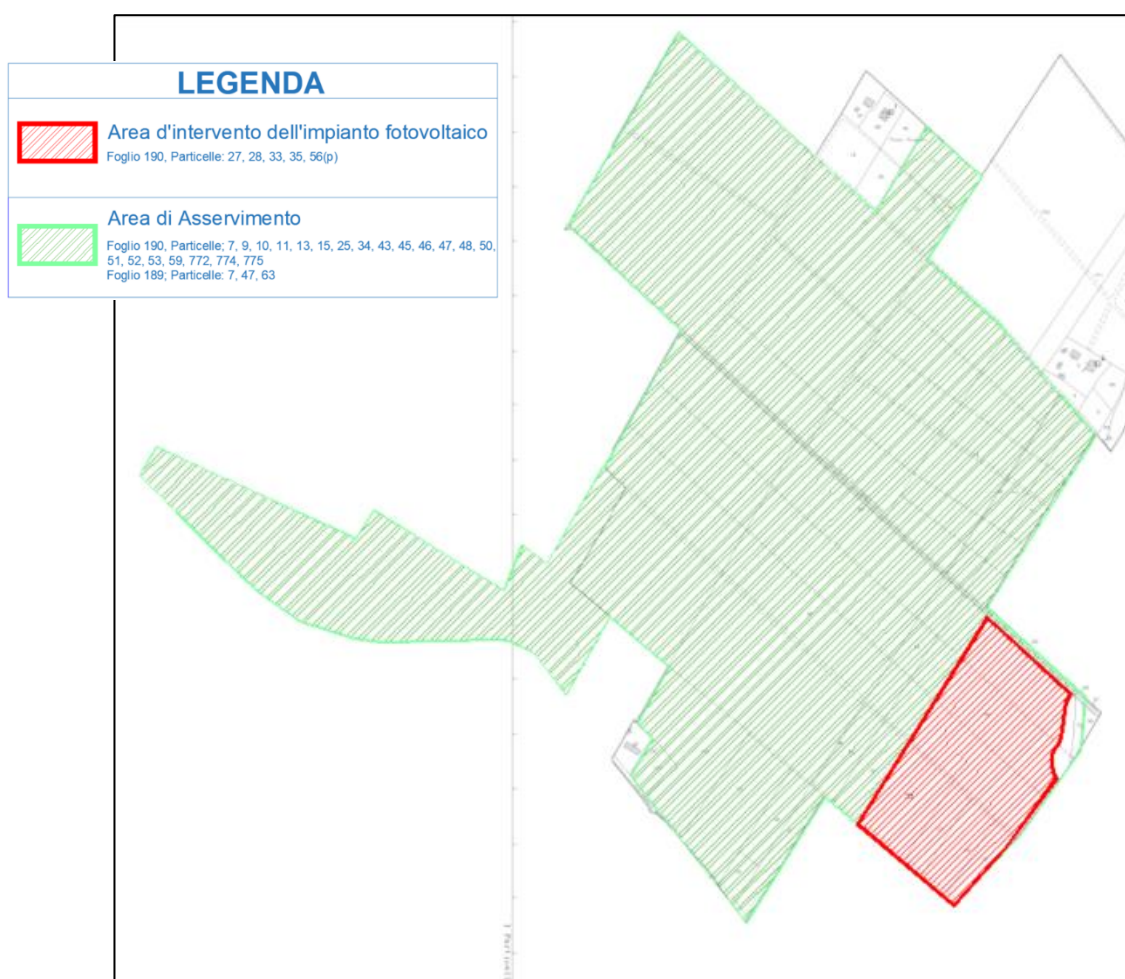 LEGENDA
Area d'intervento dell'impianto fotovoltaico
Foglio 190, Particelle: 27, 28, 33, 35, 56(p)
Area di Asservimento
Foglio 190, Particelle; 7, 9, 10, 11, 13, 15, 25, 34, 43, 45, 46, 47, 48, 50,
51, 52, 53, 59, 772, 774, 775
Foglio 189; Particelle: 7, 47, 63